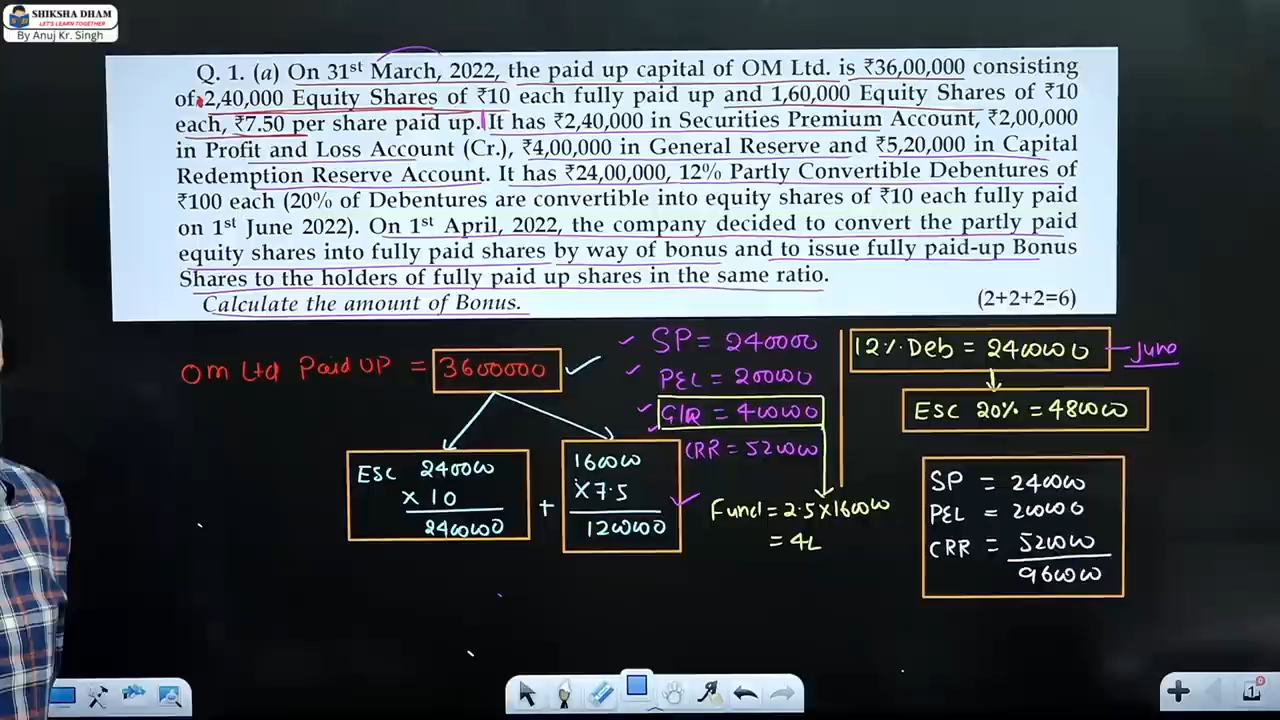 SHIKSHA DHAM
LET'S LEARN TOGETHER
By Anuj Kr. Singh
Q. 1. (a) On 31st March, 2022, the paid up capital of OM Ltd. is ₹36,00,000 consisting
of 2,40,000 Equity Shares of ₹10 each fully paid up and 1,60,000 Equity Shares of ₹10
each, ₹7.50 per share paid up. It has ₹2,40,000 in Securities Premium Account, ₹2,00,000
in Profit and Loss Account (Cr.), ₹4,00,000 in General Reserve and ₹5,20,000 in Capital
Redemption Reserve Account. It has ₹24,00,000, 12% Partly Convertible Debentures of
₹100 each (20% of Debentures are convertible into equity shares of ₹10 each fully paid
on 1st June 2022). On 1st April, 2022, the company decided to convert the partly paid
equity shares into fully paid shares by way of bonus and to issue fully paid-up Bonus
Shares to the holders of fully paid up shares in the same ratio.
Calculate the amount of Bonus. (2+2+2=6)
Om Ltd Paid UP = 3600000
ESC 240000
× 10
2400000
+
160000
×7.5
1200000
SP = 240000
P&L = 200000
G/R = 400000
CRR = 520000
Fund = 2.5×160000
= 4L
12% Deb = 2400000 - June
ESC 20% = 480000
SP = 240000
P&L = 200000
CRR = 520000
960000
1